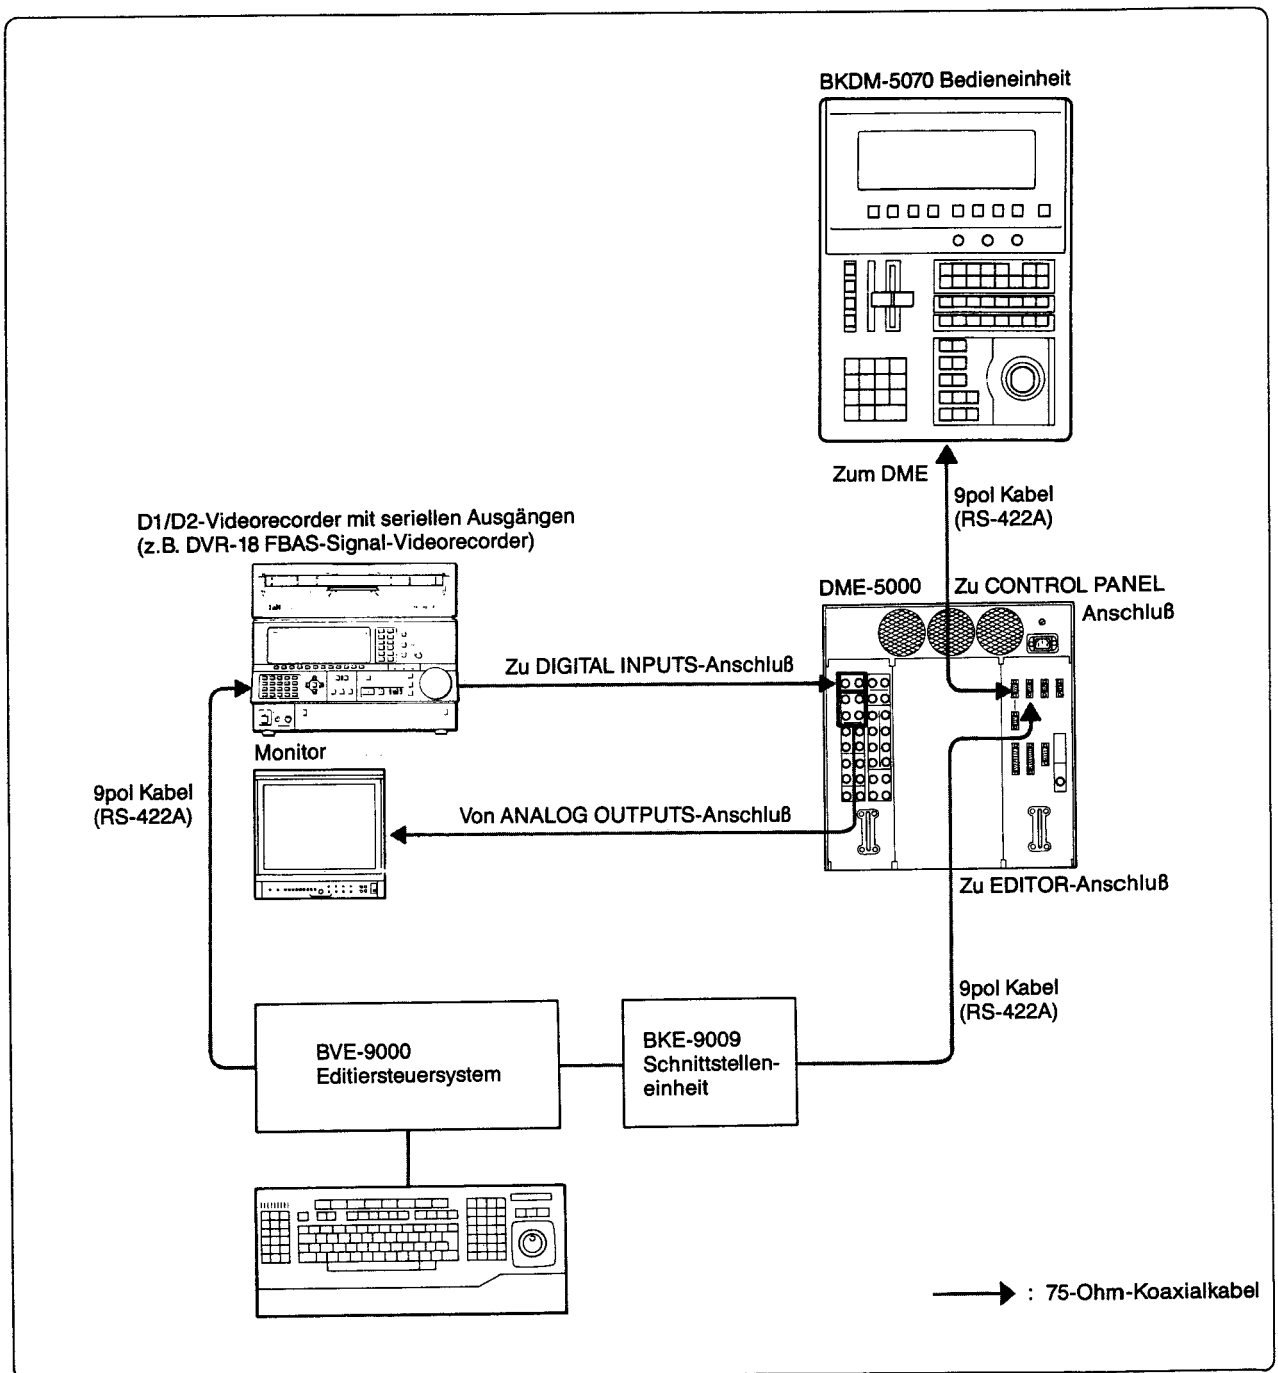 BKDM-5070 Bedieneinheit
Zum DME
9pol Kabel
(RS-422A)
D1/D2-Videorecorder mit seriellen Ausgängen
(z.B. DVR-18 FBAS-Signal-Videorecorder)
DME-5000
Zu CONTROL PANEL
Anschluß
Zu DIGITAL INPUTS-Anschluß
Monitor
9pol Kabel
(RS-422A)
Von ANALOG OUTPUTS-Anschluß
Zu EDITOR-Anschluß
9pol Kabel
(RS-422A)
BVE-9000
Editiersteuersystem
BKE-9009
Schnittstellen-
einheit
: 75-Ohm-Koaxialkabel